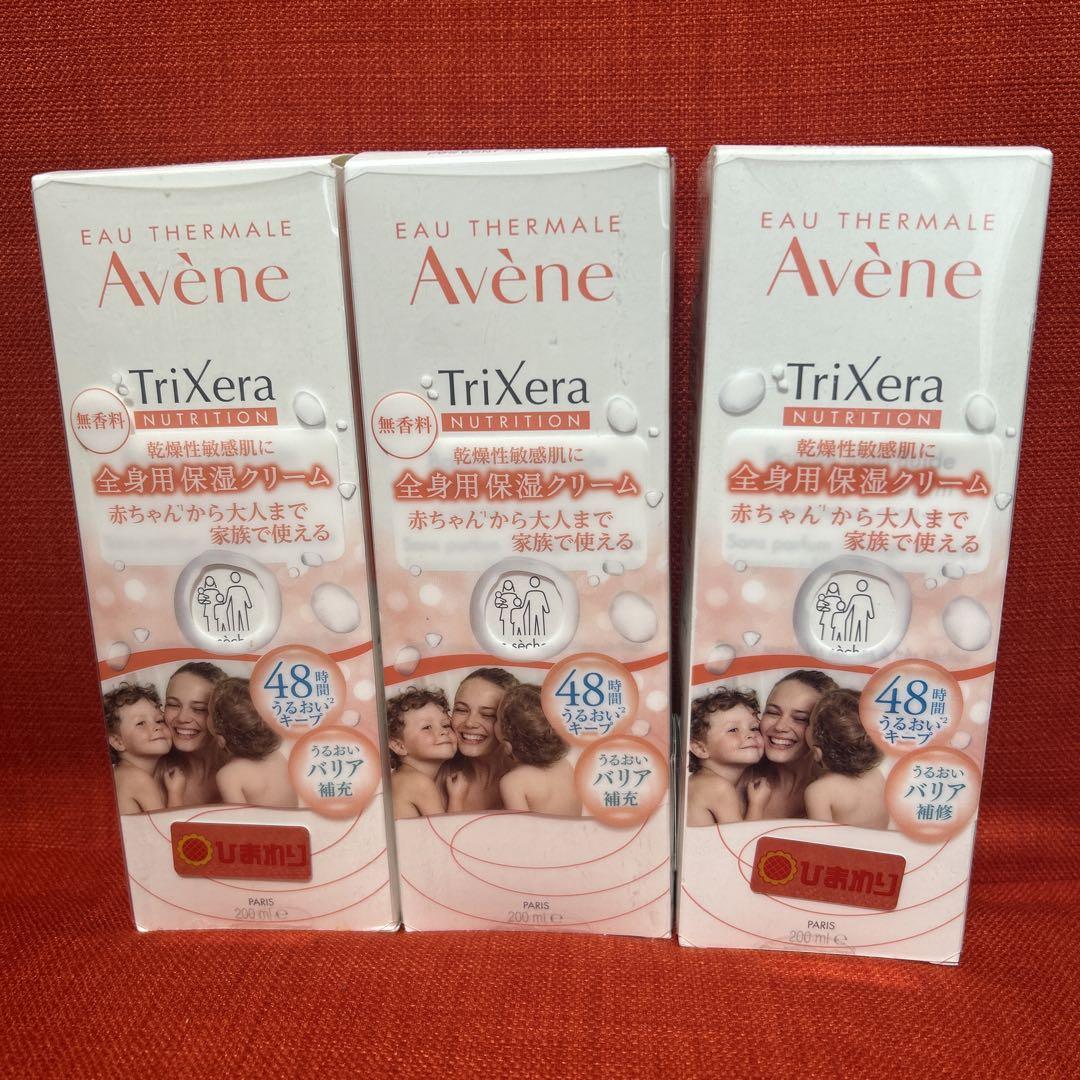 EAU THERMALE
Avène
TriXera
NUTRITION
無香料
乾燥性敏感肌に
全身用保湿クリーム
赤ちゃん*1から大人まで
家族で使える
sèch
48時間
うるおい*2
キープ
うるおい
バリア
補充
ひまわり
PARIS
200 ml e
EAU THERMALE
Avène
TriXera
NUTRITION
無香料
乾燥性敏感肌に
全身用保湿クリーム
赤ちゃん*1から大人まで
家族で使える
sèche
48時間
うるおい*2
キープ
うるおい
バリア
補充
PARIS
200 ml e
EAU THERMALE
Avène
TriXera
NUTRITION
乾燥性敏感肌に
全身用保湿クリーム
赤ちゃん*1から大人まで
家族で使える
Sans parfum
48時間
うるおい*2
キープ
うるおい
バリア
補修
ひまわり
PARIS
200 ml e